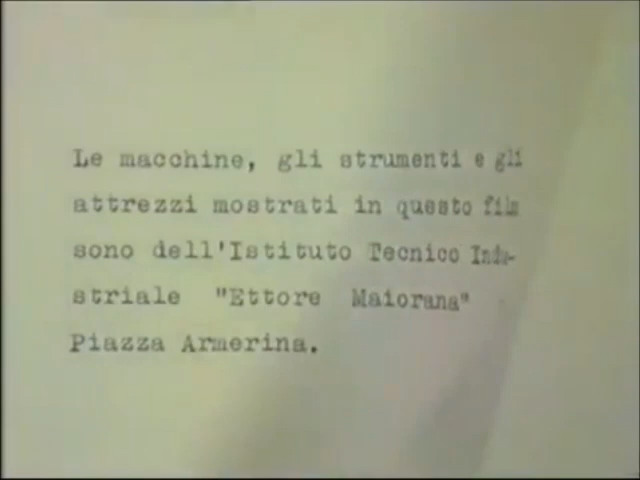 Le macchine, gli strumenti e gli
attrezzi mostrati in questo film
sono dell'Istituto Tecnico Indu-
striale "Ettore Maiorana"
Piazza Armerina.